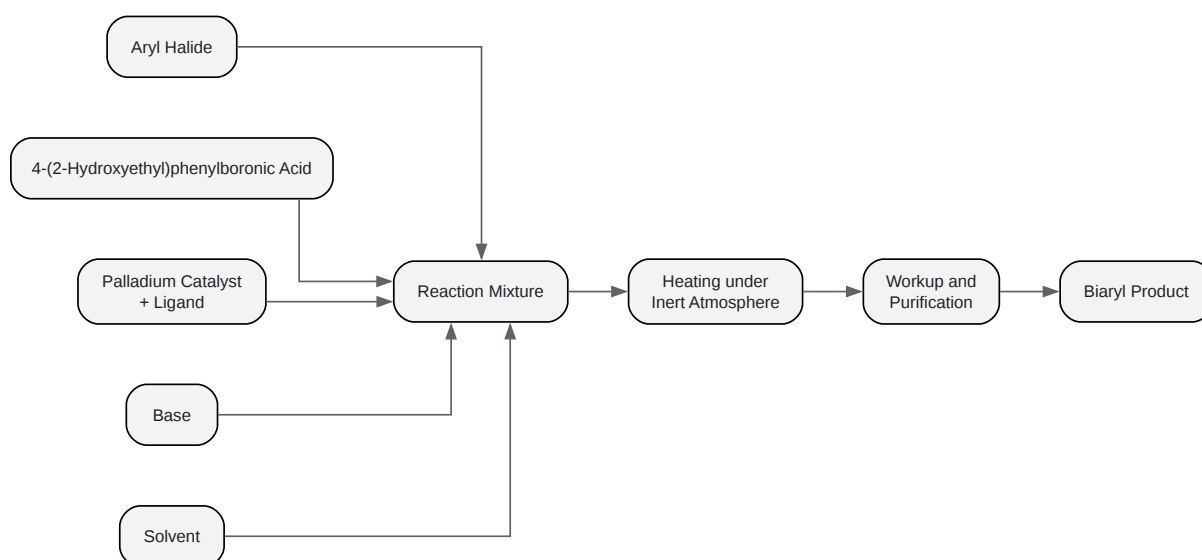 Aryl Halide
4-(2-Hydroxyethyl)phenylboronic Acid
Palladium Catalyst
+ Ligand
Reaction Mixture
Heating under
Inert Atmosphere
Workup and
Purification
Biaryl Product
Base
Solvent